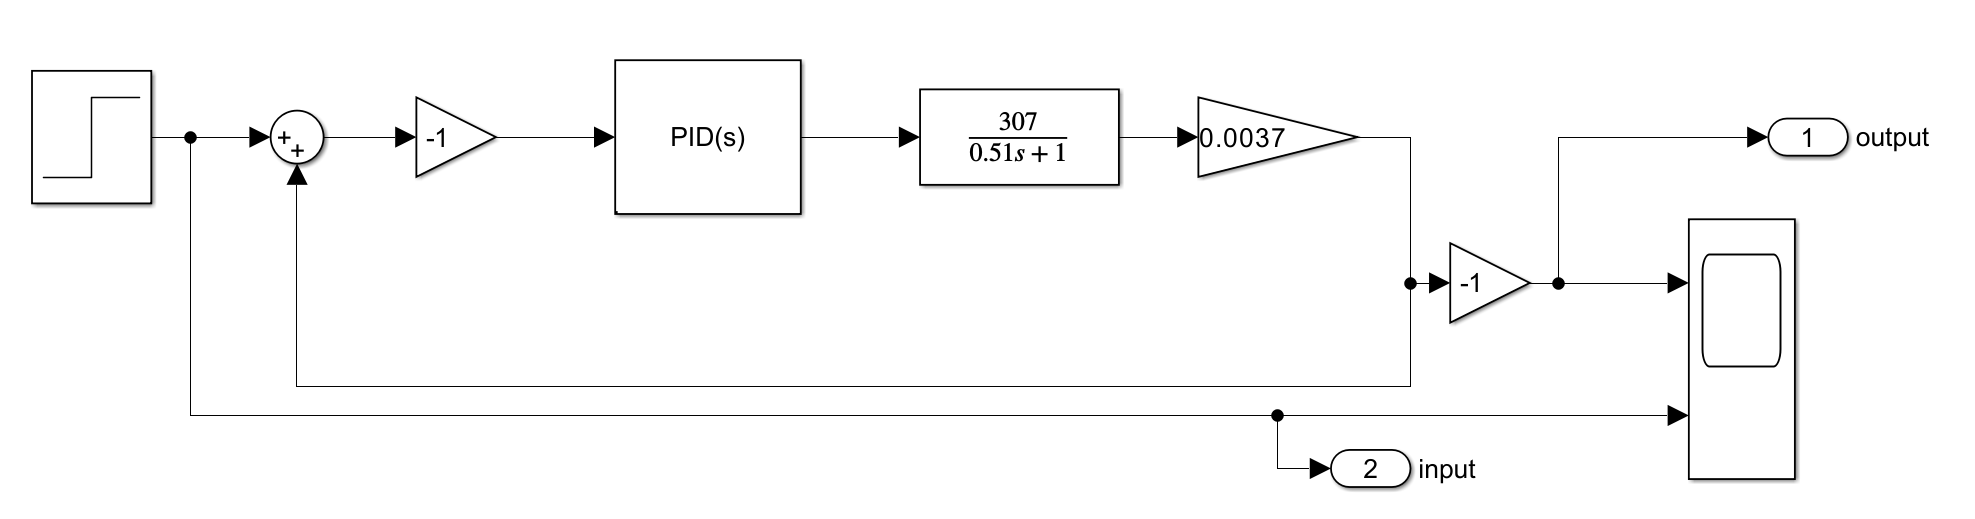 +
+
-1
PID(s)
307
0.51s + 1
0.0037
1
output
-1
2
input